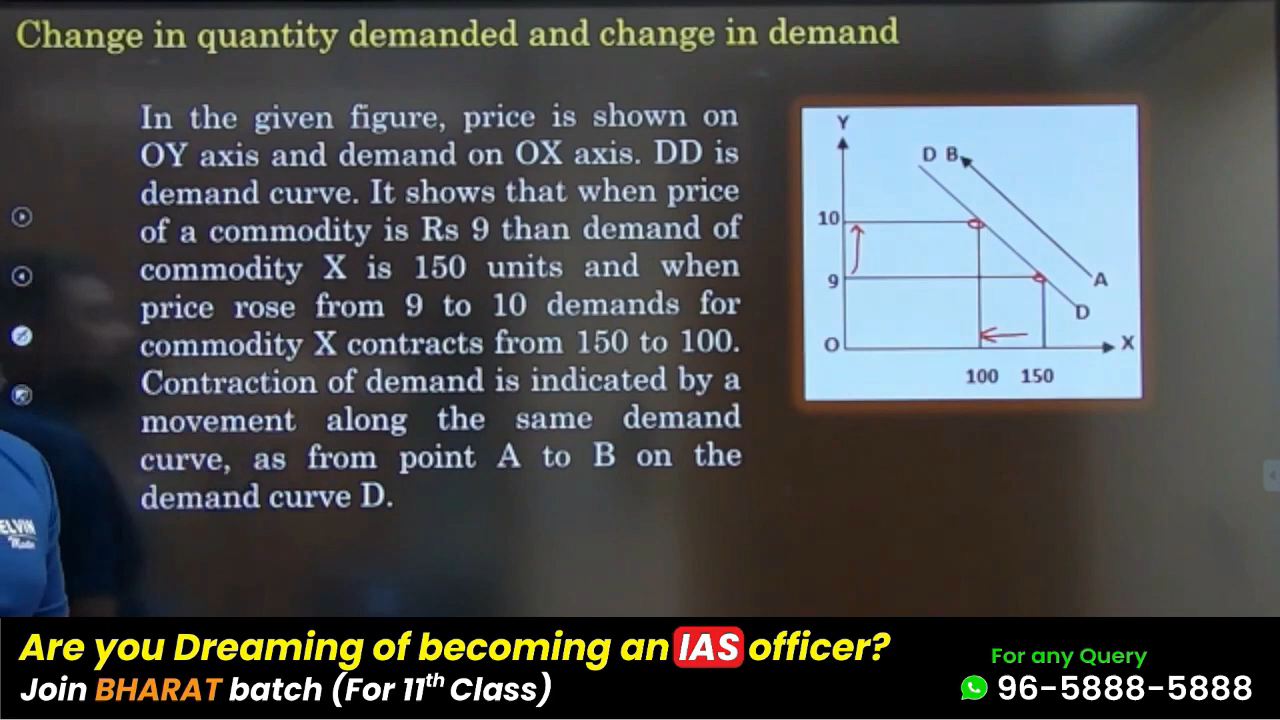 Change in quantity demanded and change in demand
In the given figure, price is shown on
OY axis and demand on OX axis. DD is
demand curve. It shows that when price
of a commodity is Rs 9 than demand of
commodity X is 150 units and when
price rose from 9 to 10 demands for
commodity X contracts from 150 to 100.
Contraction of demand is indicated by a
movement along the same demand
curve, as from point A to B on the
demand curve D.
Y
D B
10
9
A
D
O
X
100 150
ELVIN
Are you Dreaming of becoming an IAS officer?
Join BHARAT batch (For 11th Class)
For any Query
96-5888-5888